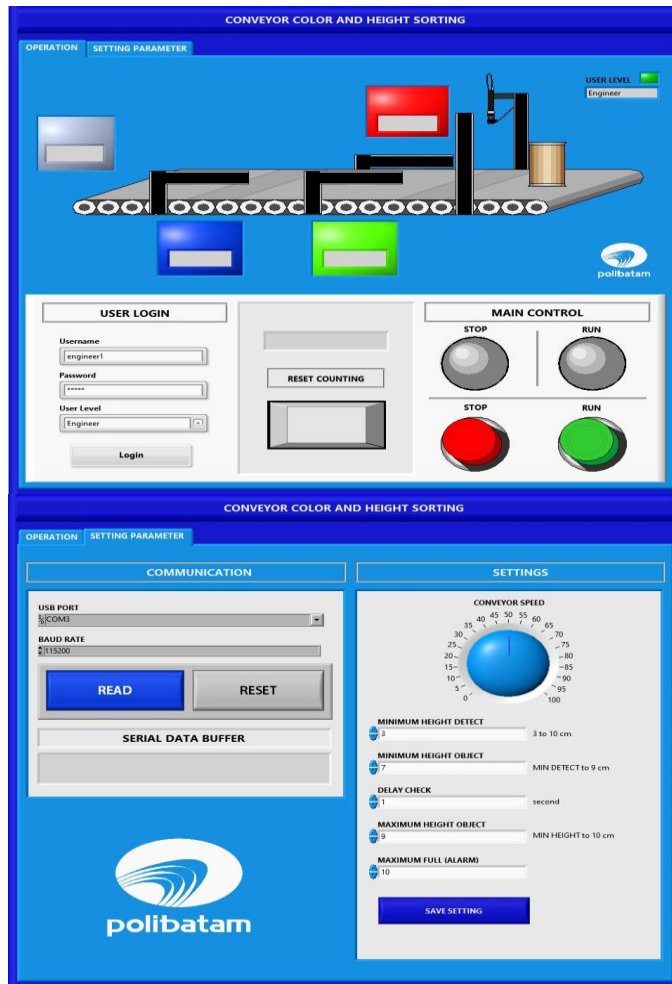 CONVEYOR COLOR AND HEIGHT SORTING
OPERATION SETTING PARAMETER
USER LEVEL
Engineer
polibatam
USER LOGIN
Username
engineer1
Password
*****
User Level
Engineer
Login
RESET COUNTING
MAIN CONTROL
STOP RUN
STOP RUN
CONVEYOR COLOR AND HEIGHT SORTING
OPERATION SETTING PARAMETER
COMMUNICATION
USB PORT
COM3
BAUD RATE
115200
READ RESET
SERIAL DATA BUFFER
polibatam
SETTINGS
CONVEYOR SPEED
0 5 10 15 20 25 30 35 40 45 50 55 60 65 70 75 80 85 90 95 100
MINIMUM HEIGHT DETECT
3 3 to 10 cm
MINIMUM HEIGHT OBJECT
7 MIN DETECT to 9 cm
DELAY CHECK
1 second
MAXIMUM HEIGHT OBJECT
9 MIN HEIGHT to 10 cm
MAXIMUM FULL (ALARM)
10
SAVE SETTING